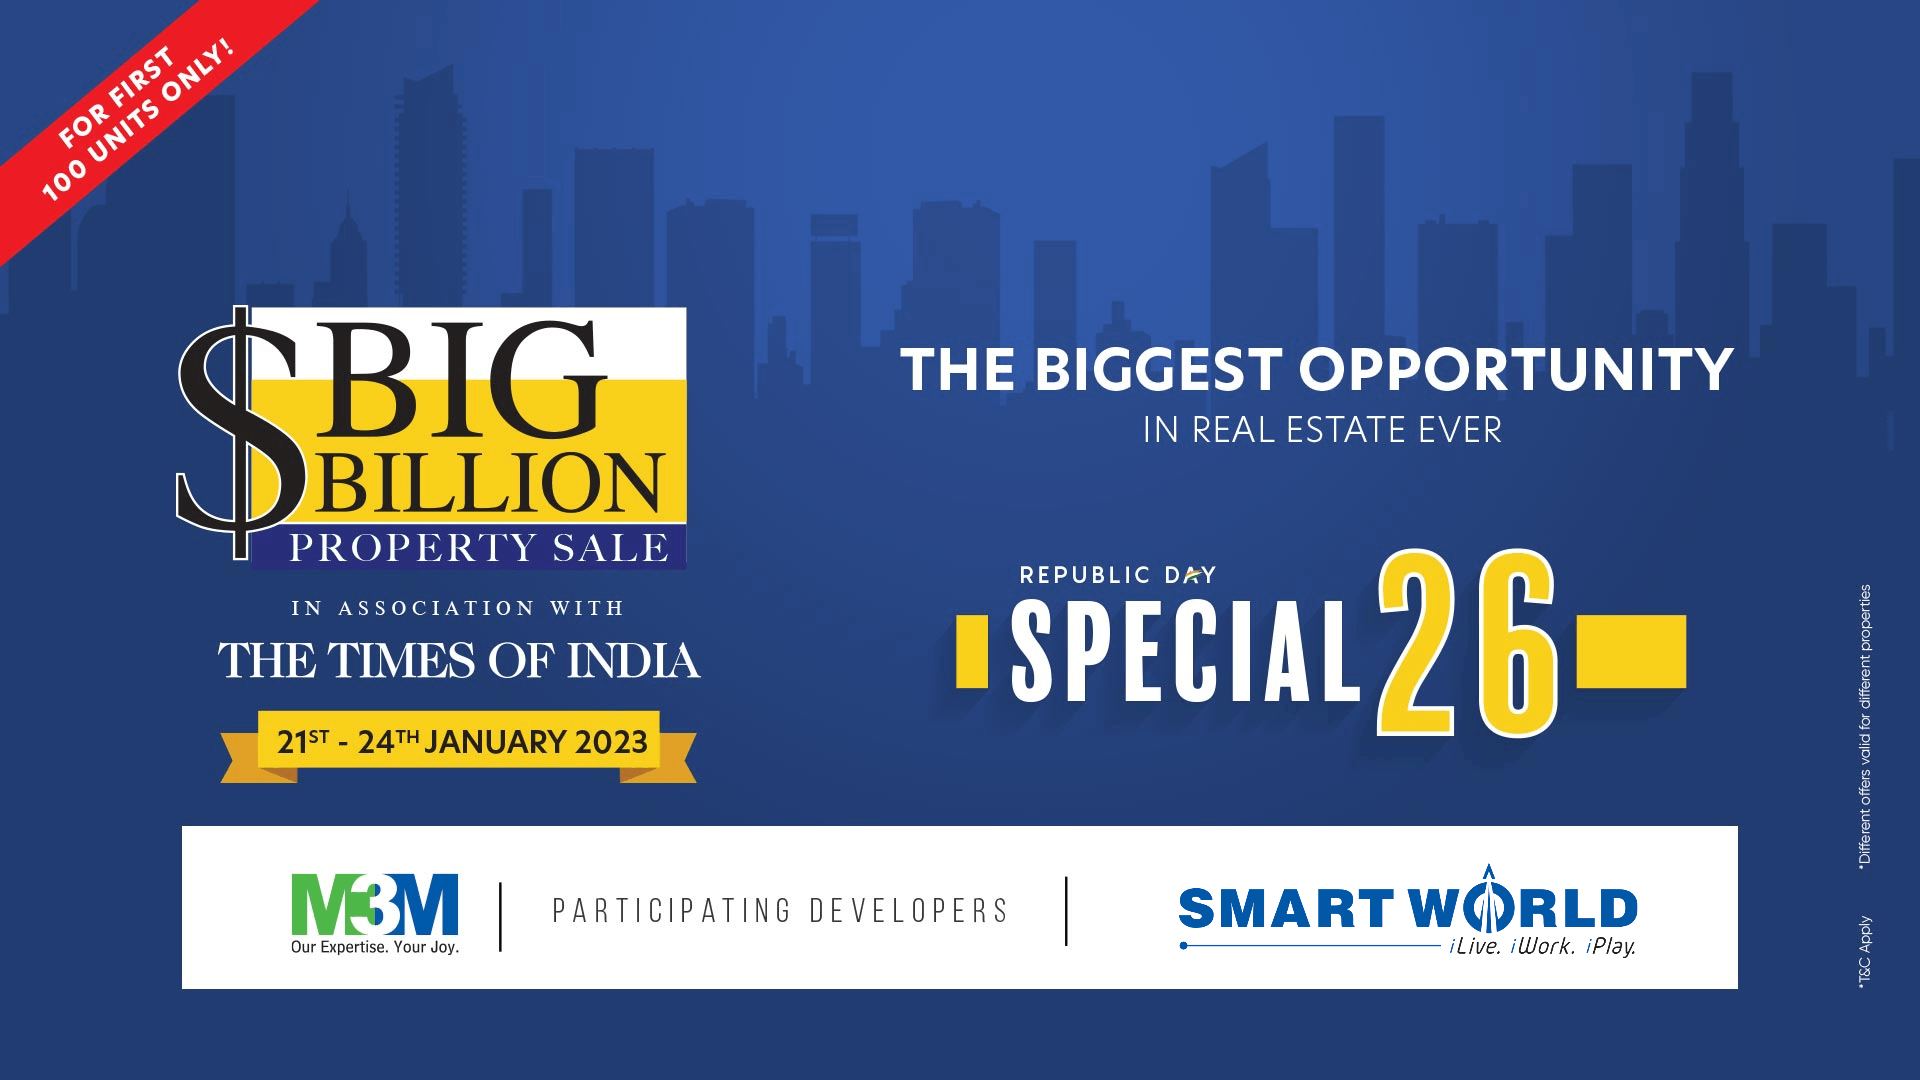 FOR FIRST
100 UNITS ONLY!
$BIG
BILLION
PROPERTY SALE
IN ASSOCIATION WITH
THE TIMES OF INDIA
21ST - 24TH JANUARY 2023
THE BIGGEST OPPORTUNITY
IN REAL ESTATE EVER
REPUBLIC DAY
SPECIAL 26
M3M
Our Expertise. Your Joy.
PARTICIPATING DEVELOPERS
SMART WORLD
iLive. iWork. iPlay.
*T&C Apply
*Different offers valid for different properties